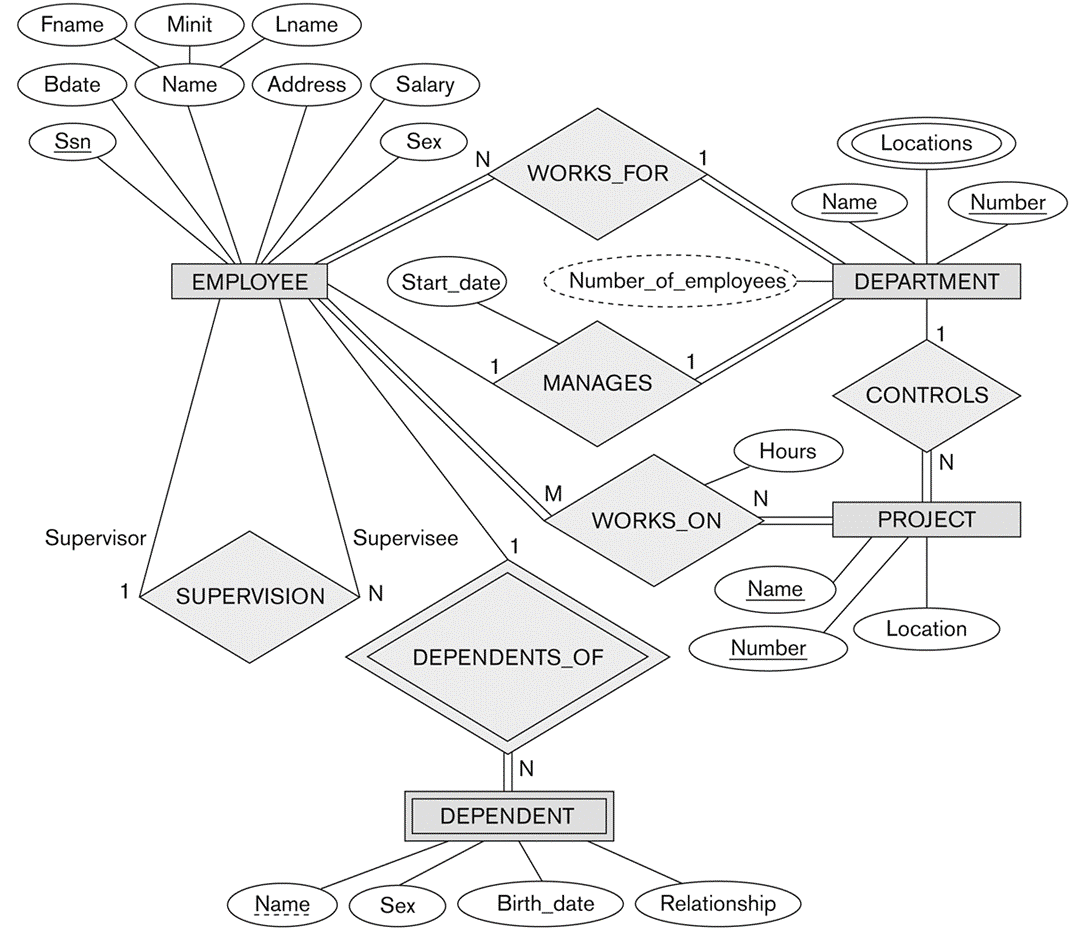 Fname Minit Lname
Bdate Name Address Salary
Ssn Sex
N WORKS_FOR 1
Locations
Name Number
EMPLOYEE
Start_date
Number_of_employees
DEPARTMENT
1 MANAGES 1
1
CONTROLS
N
Hours
M WORKS_ON N
PROJECT
Name
Number
Location
Supervisor Supervisee
1 SUPERVISION N
1
DEPENDENTS_OF
N
DEPENDENT
Name Sex Birth_date Relationship